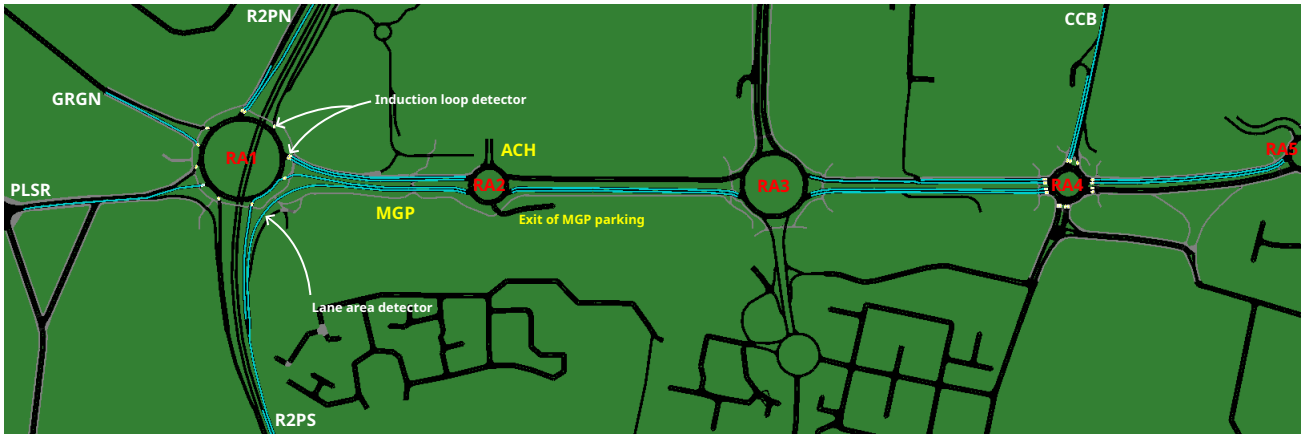 R2PN
CCB
GRGN
Induction loop detector
RA1
ACH
RA5
PLSR
RA2
RA3
RA4
MGP
Exit of MGP parking
Lane area detector
R2PS